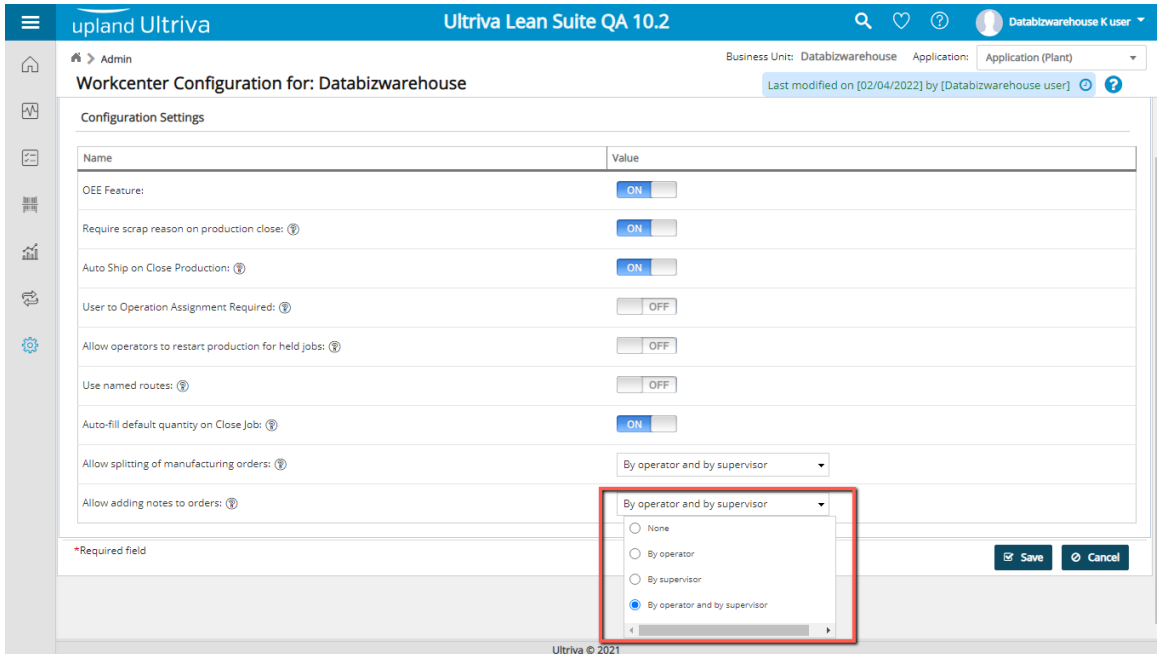 upland Ultriva
Ultriva Lean Suite QA 10.2
Databizwarehouse K user
Admin
Business Unit: Databizwarehouse Application: Application (Plant)
Workcenter Configuration for: Databizwarehouse
Last modified on [02/04/2022] by [Databizwarehouse user]
Configuration Settings
Name Value
OEE Feature: ON
Require scrap reason on production close: ON
Auto Ship on Close Production: ON
User to Operation Assignment Required: OFF
Allow operators to restart production for held jobs: OFF
Use named routes: OFF
Auto-fill default quantity on Close Job: ON
Allow splitting of manufacturing orders: By operator and by supervisor
Allow adding notes to orders: By operator and by supervisor
None
*Required field
By operator
Save Cancel
By supervisor
By operator and by supervisor
Ultriva © 2021